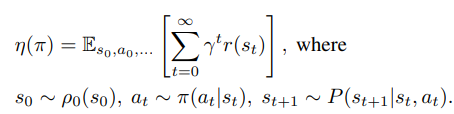 η(π) = 𝔼_{s_0,a_0,...} [ ∑_{t=0}^{∞} γ^t r(s_t) ], where
s_0 ∼ ρ_0(s_0), a_t ∼ π(a_t|s_t), s_{t+1} ∼ P(s_{t+1}|s_t, a_t).